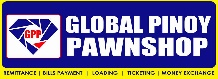 GPP
GLOBAL PINOY
PAWNSHOP
REMITTANCE | BILLS PAYMENT | LOADING | TICKETING | MONEY EXCHANGE